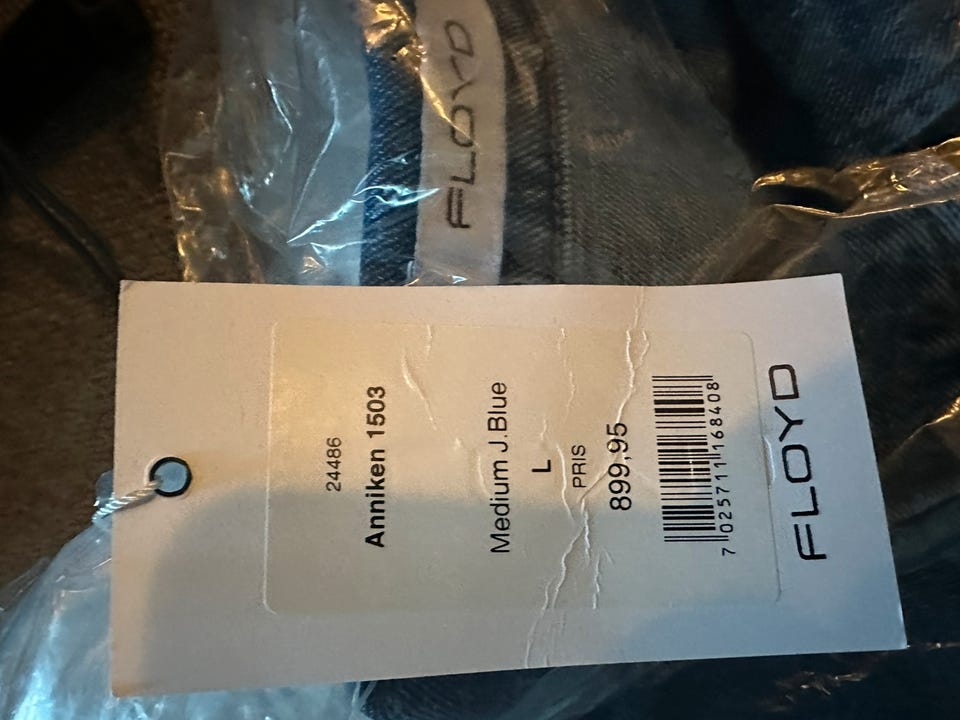 FLOYD
24486
Anniken 1503
Medium J.Blue
L
PRIS
899,95
7 025711 168408
FLOYD